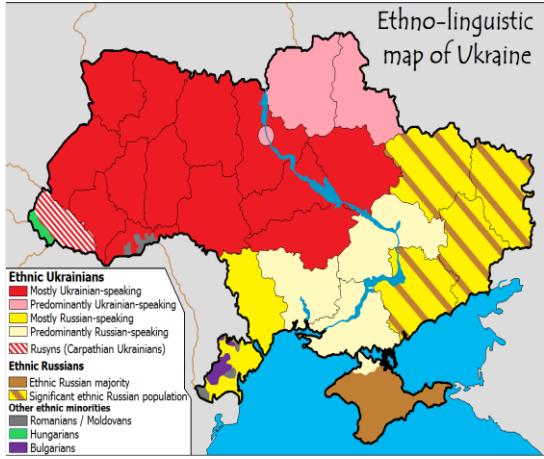 Ethno-linguistic
map of Ukraine
Ethnic Ukrainians
Mostly Ukrainian-speaking
Predominantly Ukrainian-speaking
Mostly Russian-speaking
Predominantly Russian-speaking
Rusyns (Carpathian Ukrainians)
Ethnic Russians
Ethnic Russian majority
Significant ethnic Russian population
Other ethnic minorities
Romanians / Moldovans
Hungarians
Bulgarians